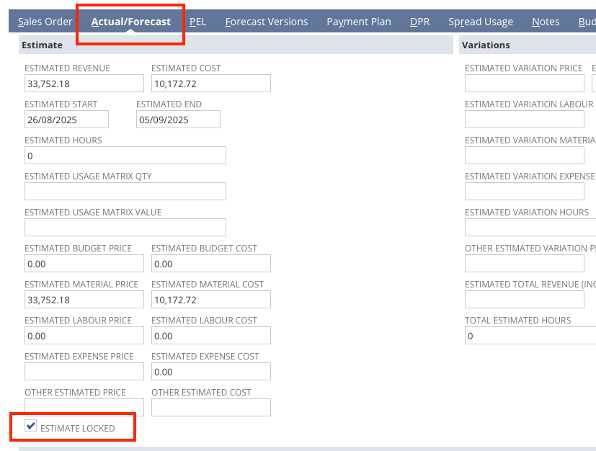 Sales Order Actual/Forecast PEL Forecast Versions Payment Plan DPR Spread Usage Notes Bud
Estimate
ESTIMATED REVENUE ESTIMATED COST
33,752.18 10,172.72
ESTIMATED START ESTIMATED END
26/08/2025 05/09/2025
ESTIMATED HOURS
0
ESTIMATED USAGE MATRIX QTY
ESTIMATED USAGE MATRIX VALUE
ESTIMATED BUDGET PRICE ESTIMATED BUDGET COST
0.00 0.00
ESTIMATED MATERIAL PRICE ESTIMATED MATERIAL COST
33,752.18 10,172.72
ESTIMATED LABOUR PRICE ESTIMATED LABOUR COST
0.00 0.00
ESTIMATED EXPENSE PRICE ESTIMATED EXPENSE COST
0.00
OTHER ESTIMATED PRICE OTHER ESTIMATED COST
ESTIMATE LOCKED
Variations
ESTIMATED VARIATION PRICE E
ESTIMATED VARIATION LABOUR
ESTIMATED VARIATION MATERIA
ESTIMATED VARIATION EXPENSE
ESTIMATED VARIATION HOURS
OTHER ESTIMATED VARIATION P
ESTIMATED TOTAL REVENUE (INC
TOTAL ESTIMATED HOURS
0